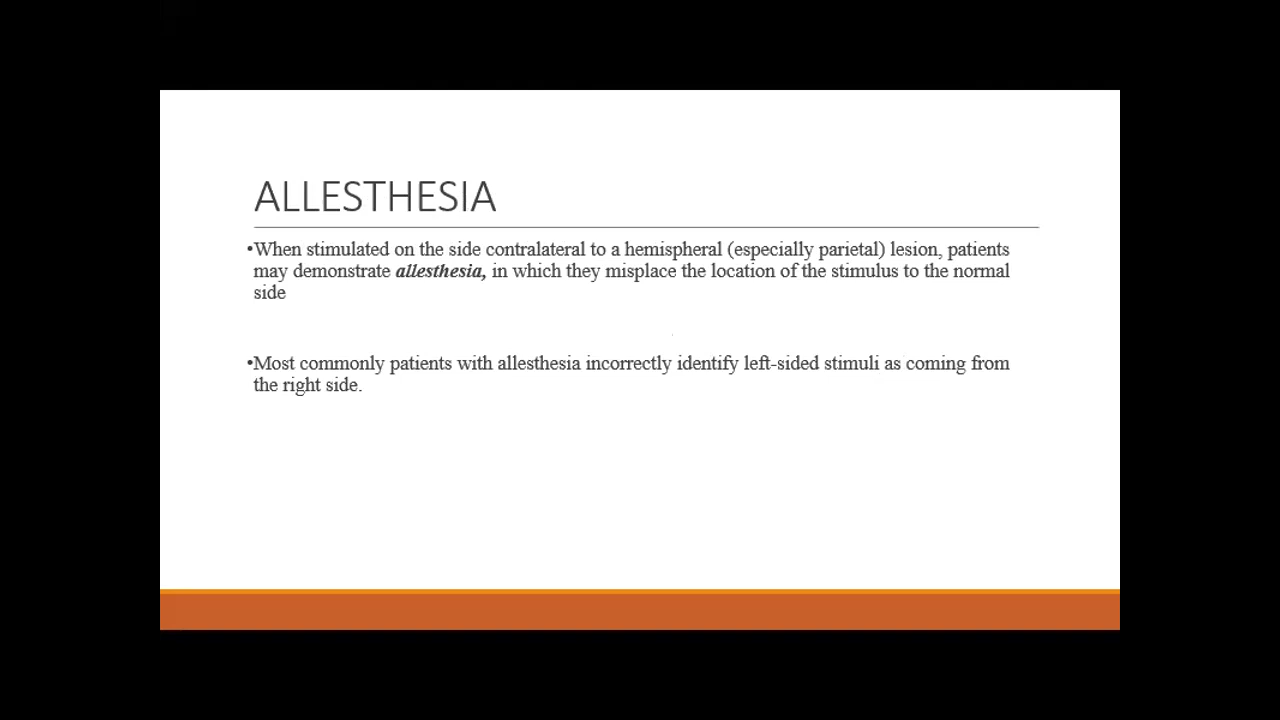 ALLESTHESIA
•When stimulated on the side contralateral to a hemispheral (especially parietal) lesion, patients
may demonstrate allesthesia, in which they misplace the location of the stimulus to the normal
side
•Most commonly patients with allesthesia incorrectly identify left-sided stimuli as coming from
the right side.